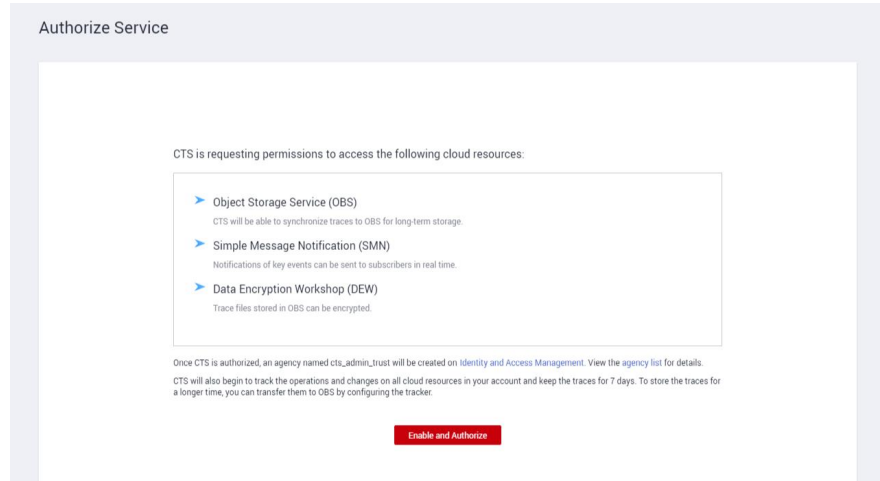 Authorize Service
CTS is requesting permissions to access the following cloud resources:
Object Storage Service (OBS)
CTS will be able to synchronize traces to OBS for long-term storage.
Simple Message Notification (SMN)
Notifications of key events can be sent to subscribers in real time.
Data Encryption Workshop (DEW)
Trace files stored in OBS can be encrypted.
Once CTS is authorized, an agency named cts_admin_trust will be created on Identity and Access Management. View the agency list for details.
CTS will also begin to track the operations and changes on all cloud resources in your account and keep the traces for 7 days. To store the traces for
a longer time, you can transfer them to OBS by configuring the tracker.
Enable and Authorize